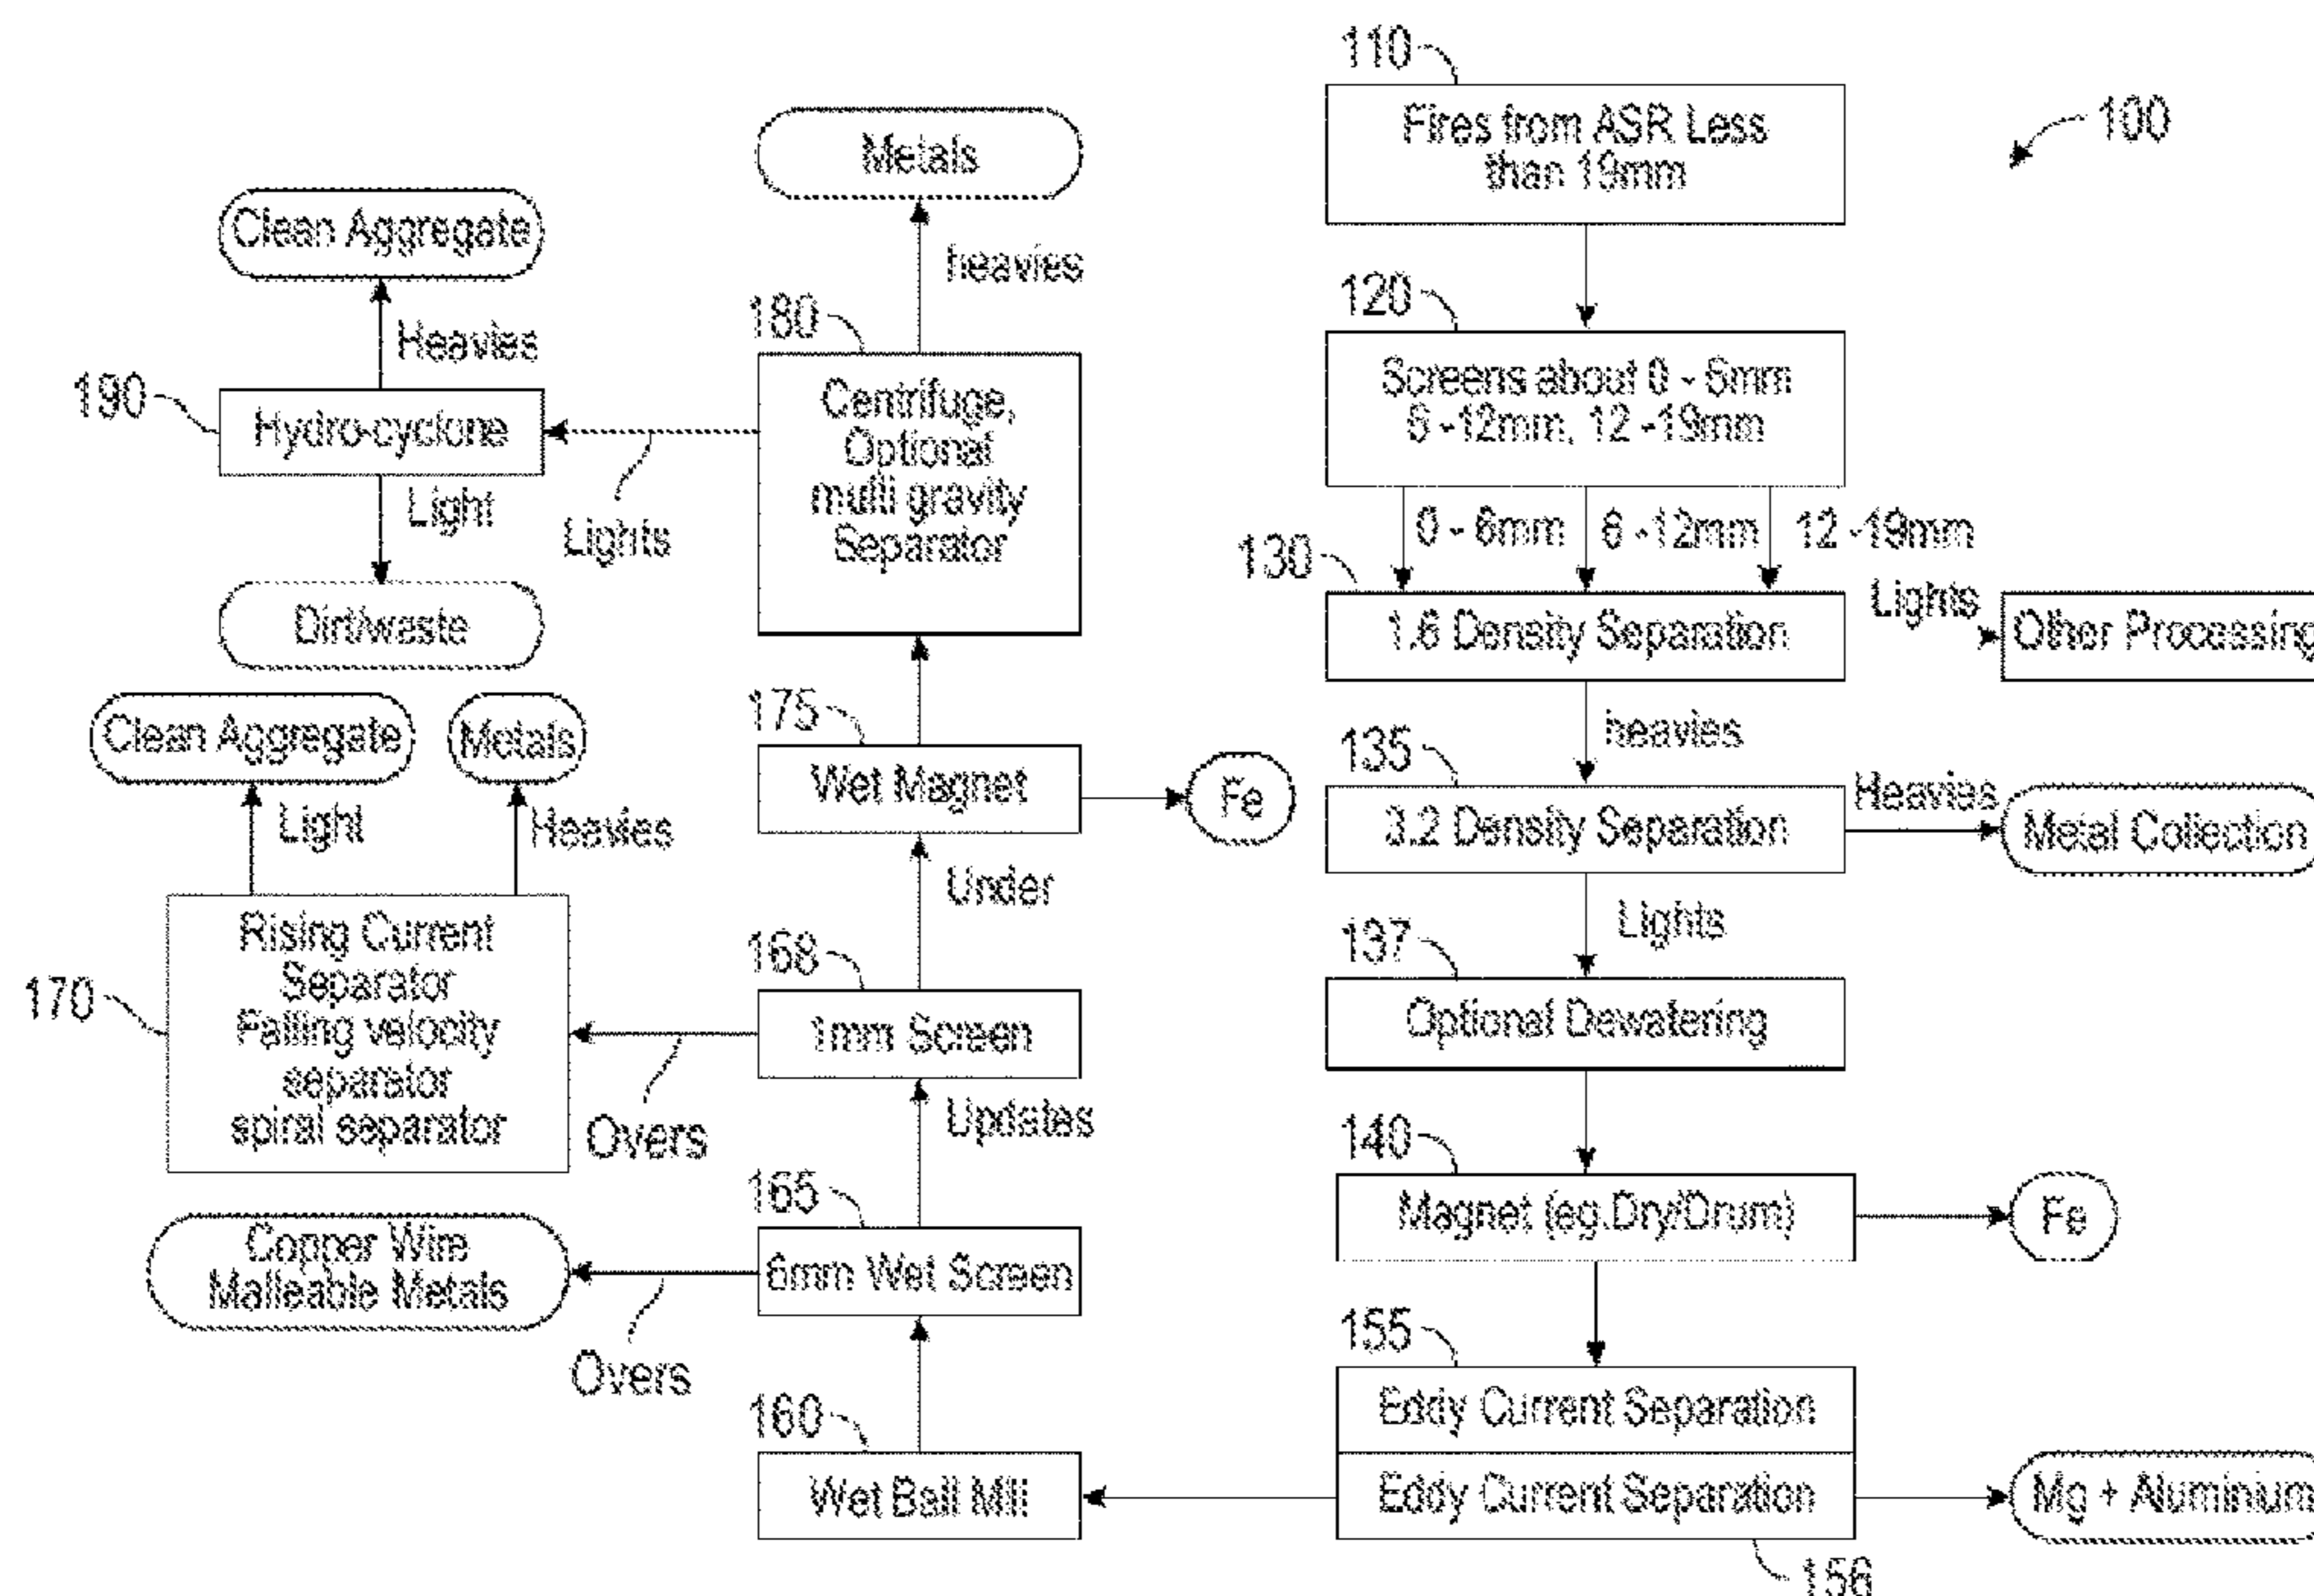 110
Fires from ASR Less
than 19mm
100
120
Screens about 0 - 6mm
6 -12mm, 12 -19mm
0 - 6mm
6 -12mm
12 -19mm
130
1.6 Density Separation
Lights
Other Processing
heavies
135
3.2 Density Separation
Heavies
Metal Collection
Lights
137
Optional Dewatering
140
Magnet (eg.Dry/Drum)
Fe
155
Eddy Current Separation
Eddy Current Separation
156
Mg + Aluminium
160
Wet Ball Mill
165
6mm Wet Screen
Overs
Copper Wire
Malleable Metals
Updates
168
1mm Screen
Overs
170
Rising Current
Separator
Falling velocity
separator
spiral separator
Light
Clean Aggregate
Heavies
Metals
Under
175
Wet Magnet
Fe
180
Centrifuge,
Optional
multi gravity
Separator
heavies
Metals
Lights
190
Hydro-cyclone
Heavies
Clean Aggregate
Light
Dirt/waste